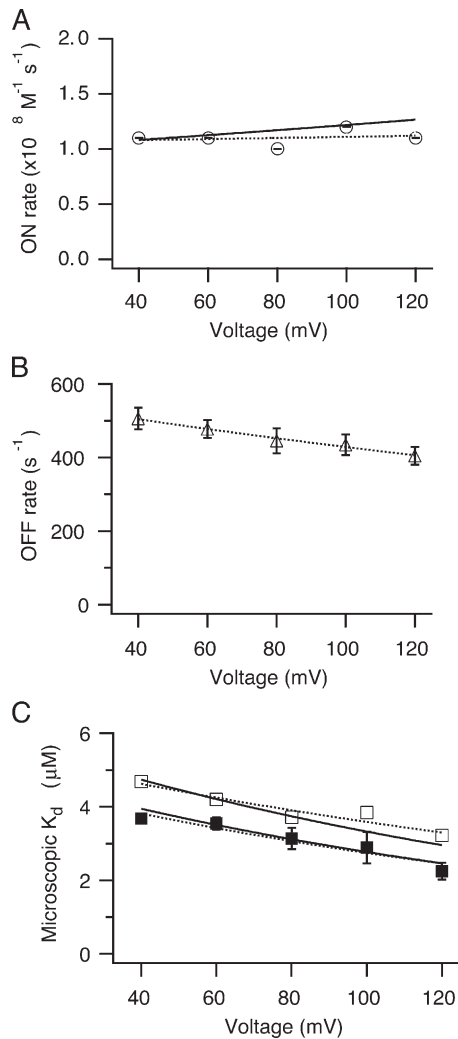 A
2.0
1.5
1.0
0.5
0.0
ON rate (x10 8 M-1 s-1)
40 60 80 100 120
Voltage (mV)
B
600
400
200
0
OFF rate (s-1)
40 60 80 100 120
Voltage (mV)
C
6
4
2
0
Microscopic Kd (μM)
40 60 80 100 120
Voltage (mV)